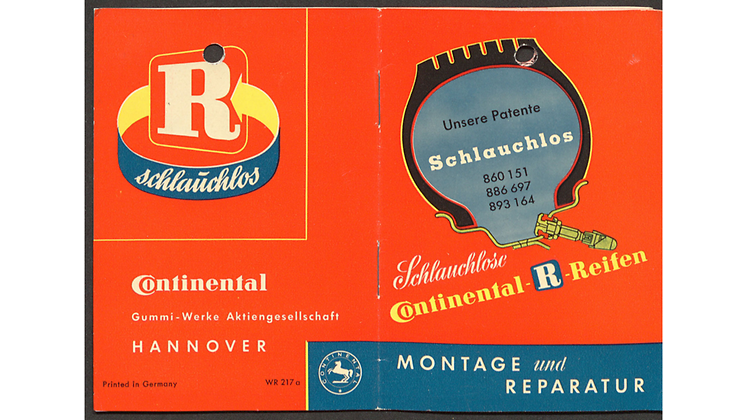 R
schlauchlos
Continental
Gummi-Werke Aktiengesellschaft
HANNOVER
Printed in Germany
WR 217a
Unsere Patente
Schlauchlos
860 151
886 697
893 164
Schlauchlose
Continental-R-Reifen
CONTINENTAL
MONTAGE und
REPARATUR